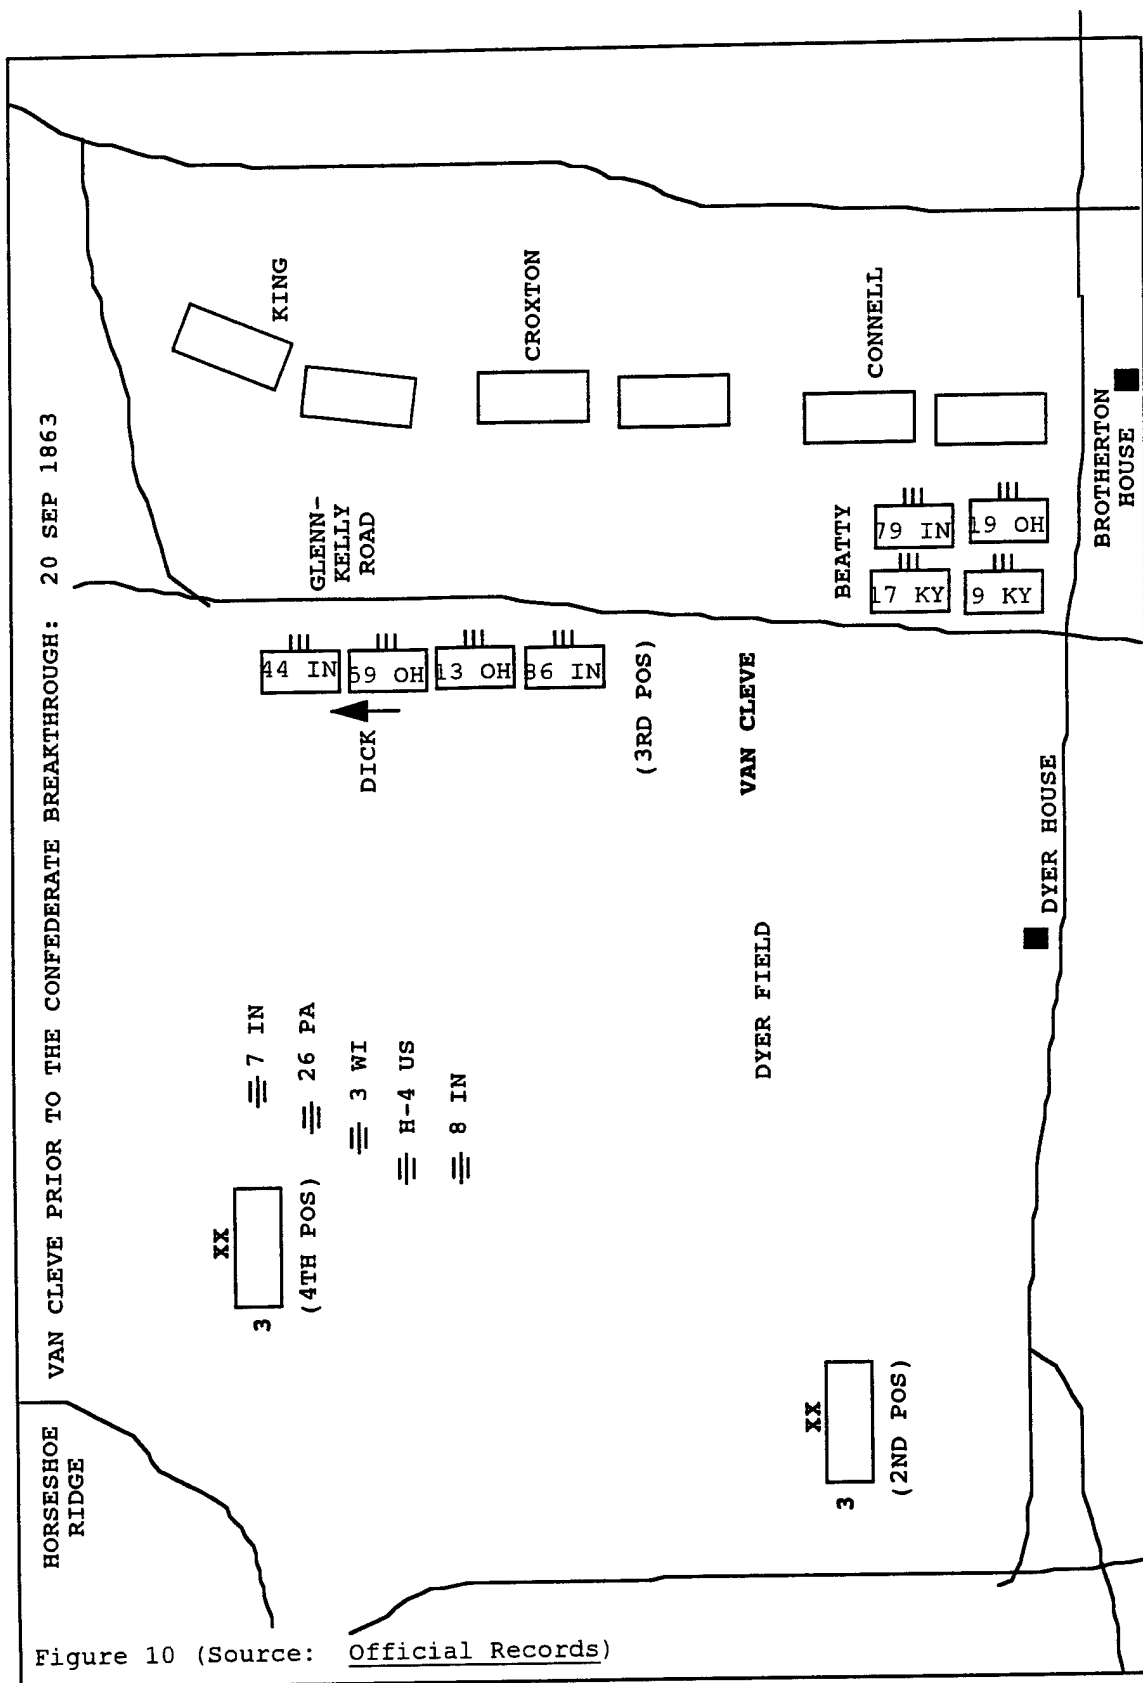 VAN CLEVE PRIOR TO THE CONFEDERATE BREAKTHROUGH: 20 SEP 1863
HORSESHOE
RIDGE
XX
3
(4TH POS)
7 IN
26 PA
3 WI
H-4 US
8 IN
44 IN
59 OH
13 OH
86 IN
DICK
(3RD POS)
VAN CLEVE
GLENN-
KELLY
ROAD
KING
CROXTON
CONNELL
BEATTY
79 IN
19 OH
17 KY
9 KY
BROTHERTON
HOUSE
DYER FIELD
DYER HOUSE
XX
3
(2ND POS)
Figure 10 (Source: Official Records)